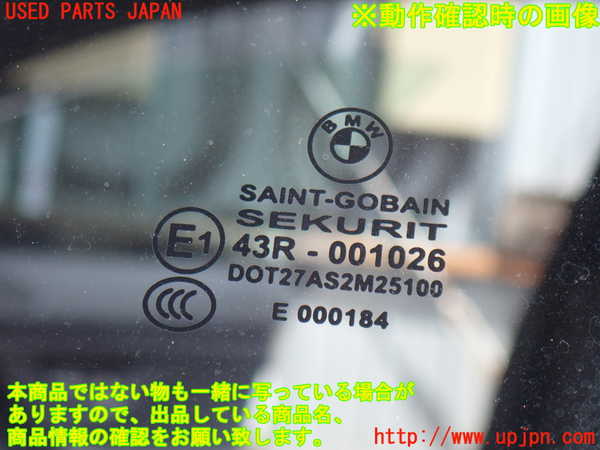 USED PARTS JAPAN
※動作確認時の画像
BMW
SAINT-GOBAIN
SEKURIT
E1
43R - 001026
DOT27AS2M25100
CCC
E 000184
本商品ではない物も一緒に写っている場合が
ありますので、出品している商品名、
商品情報の確認をお願い致します。
http://www.upjpn.com